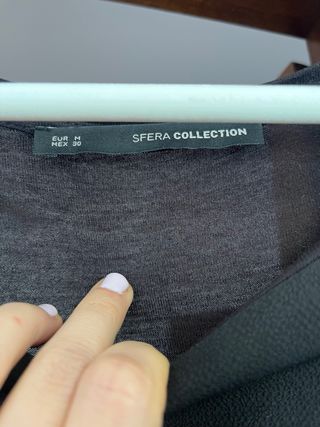 EUR M
MEX 30
SFERA COLLECTION